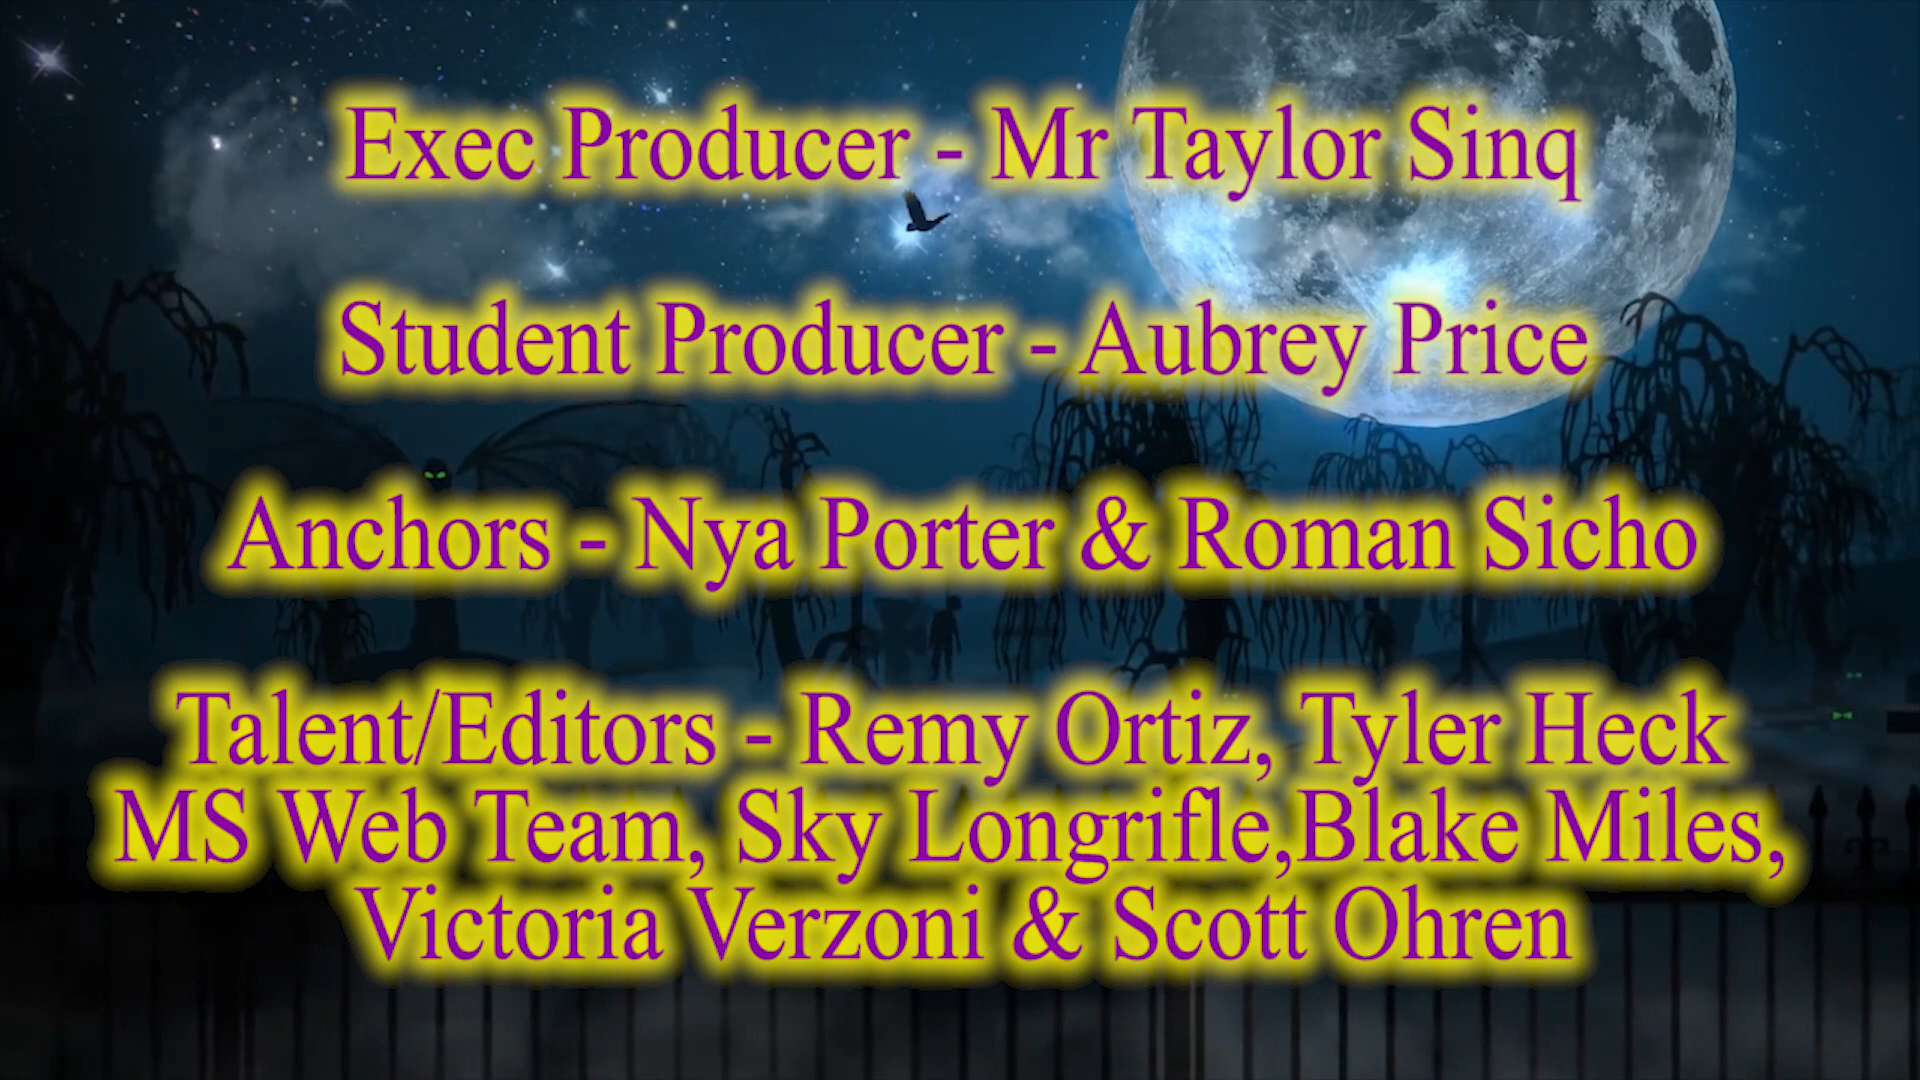 Exec Producer - Mr Taylor Sinq
Student Producer - Aubrey Price
Anchors - Nya Porter & Roman Sicho
Talent/Editors - Remy Ortiz, Tyler Heck
MS Web Team, Sky Longrifle,Blake Miles,
Victoria Verzoni & Scott Ohren